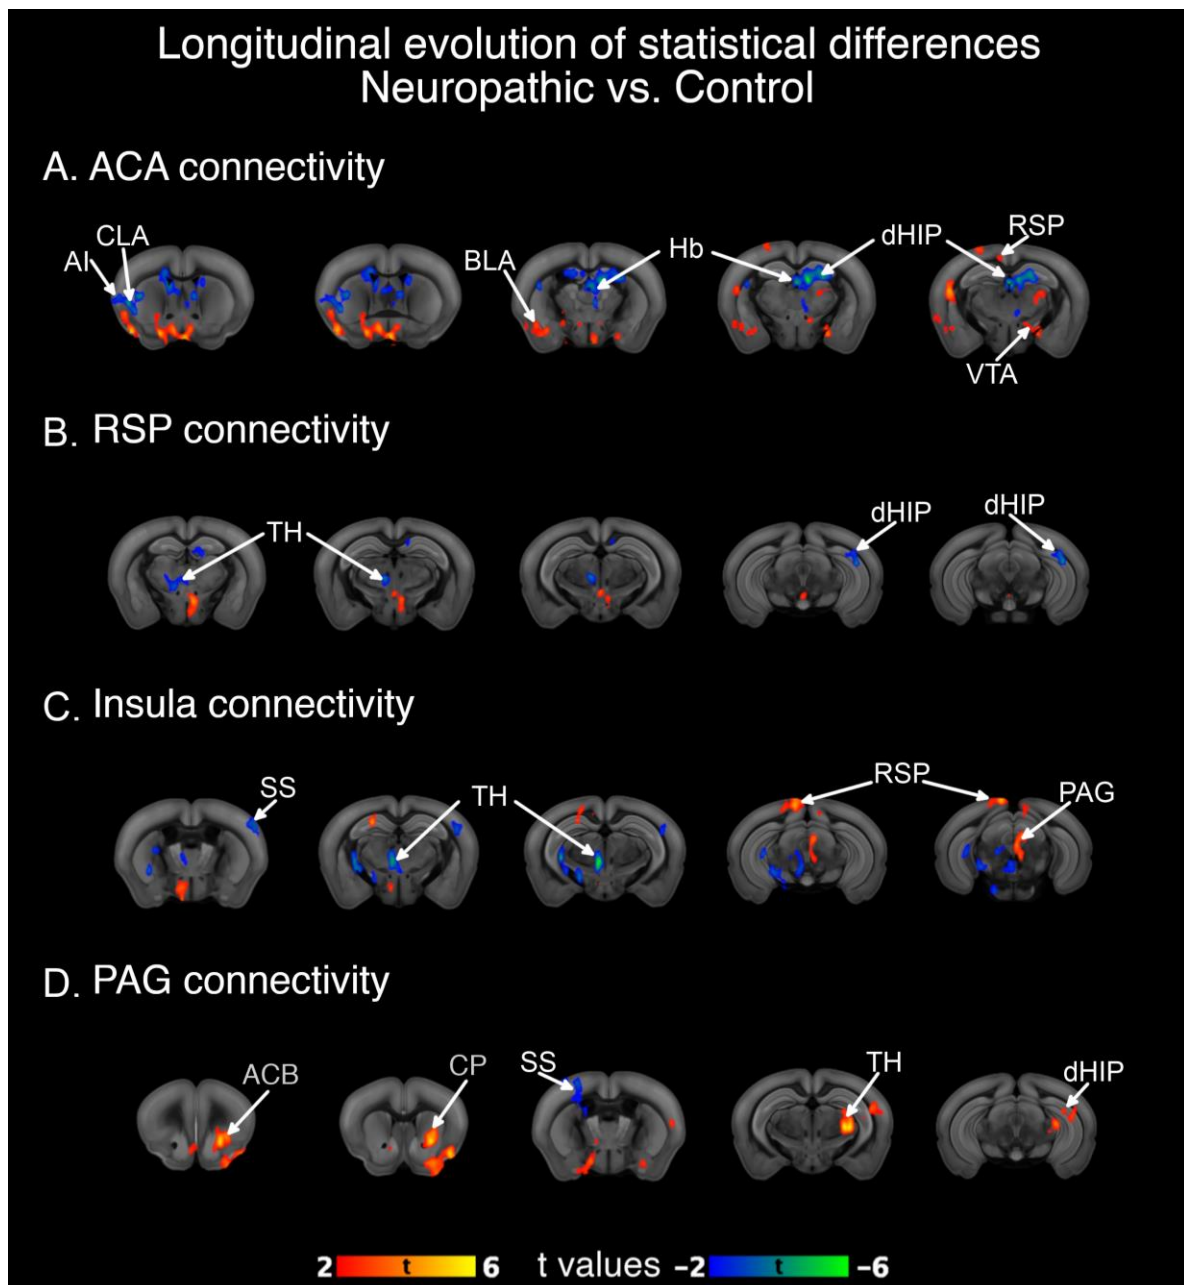 Longitudinal evolution of statistical differences
Neuropathic vs. Control
A. ACA connectivity
CLA
AI
BLA
Hb
dHIP
RSP
VTA
B. RSP connectivity
TH
dHIP
dHIP
C. Insula connectivity
SS
TH
RSP
PAG
D. PAG connectivity
ACB
CP
SS
TH
dHIP
2 t 6 t values −2 t −6